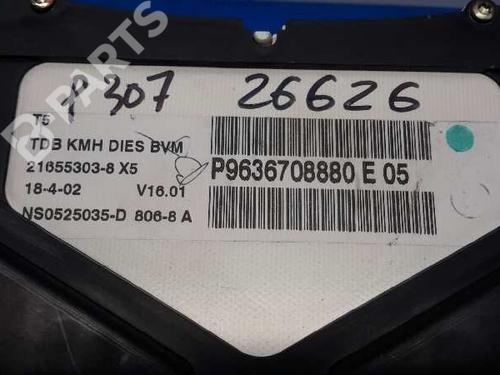 P307 26626
T5
TDB KMH DIES BVM
21655303-8 X5
P9636708880 E 05
18-4-02 V16.01
NS0525035-D 806-8 A
B PARTS